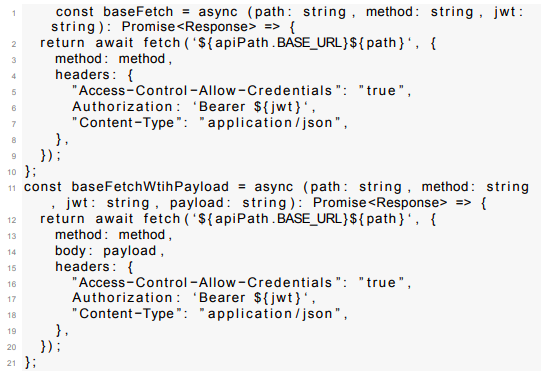 1 const baseFetch = async (path: string, method: string, jwt:
string): Promise<Response> => {
2 return await fetch(‘${apiPath.BASE_URL}${path}‘, {
3 method: method,
4 headers: {
5 "Access-Control-Allow-Credentials": "true",
6 Authorization: ‘Bearer ${jwt}‘,
7 "Content-Type": "application/json",
8 },
9 });
10 };
11 const baseFetchWtihPayload = async (path: string, method: string
, jwt: string, payload: string): Promise<Response> => {
12 return await fetch(‘${apiPath.BASE_URL}${path}‘, {
13 method: method,
14 body: payload,
15 headers: {
16 "Access-Control-Allow-Credentials": "true",
17 Authorization: ‘Bearer ${jwt}‘,
18 "Content-Type": "application/json",
19 },
20 });
21 };